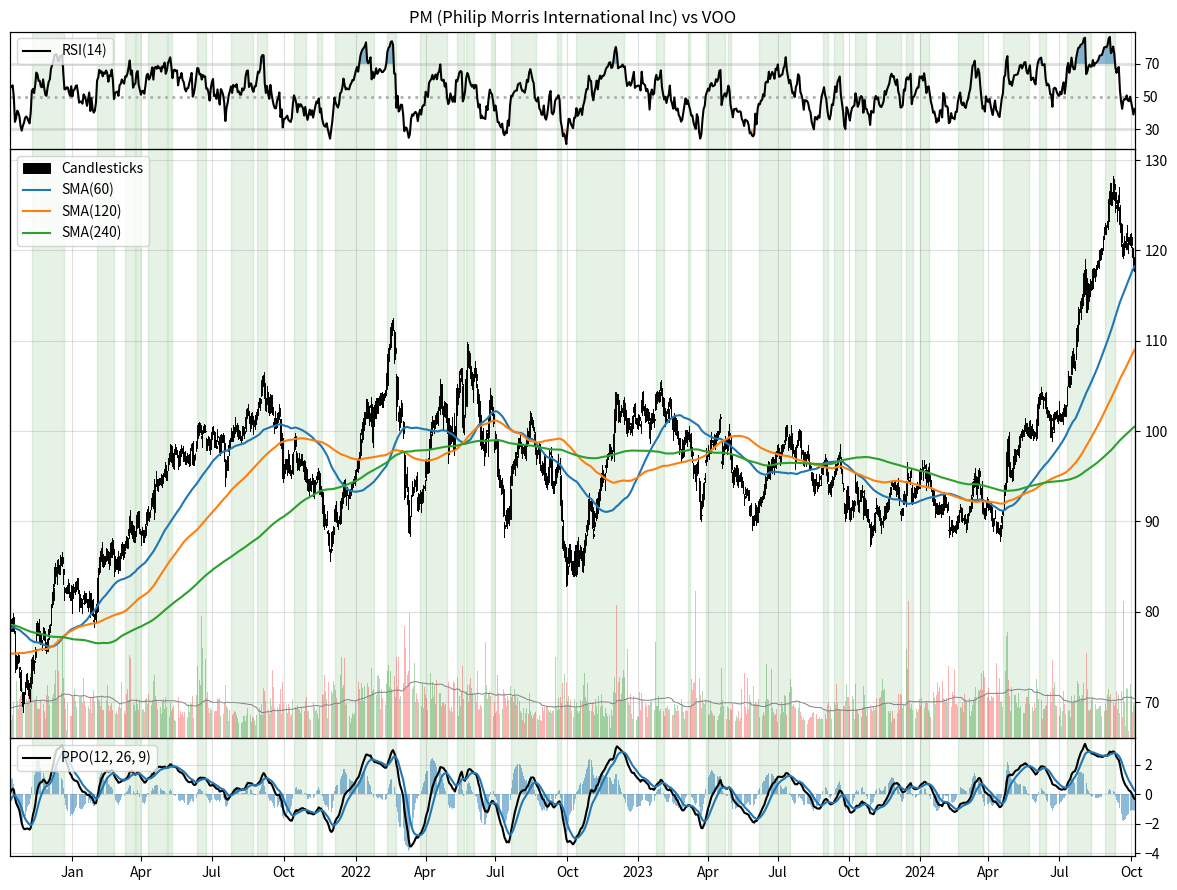 PM (Philip Morris International Inc) vs VOO
RSI(14)
70
50
30
Candlesticks
SMA(60)
SMA(120)
SMA(240)
130
120
110
100
90
80
70
PPO(12, 26, 9)
2
0
−2
−4
Jan Apr Jul Oct 2022 Apr Jul Oct 2023 Apr Jul Oct 2024 Apr Jul Oct